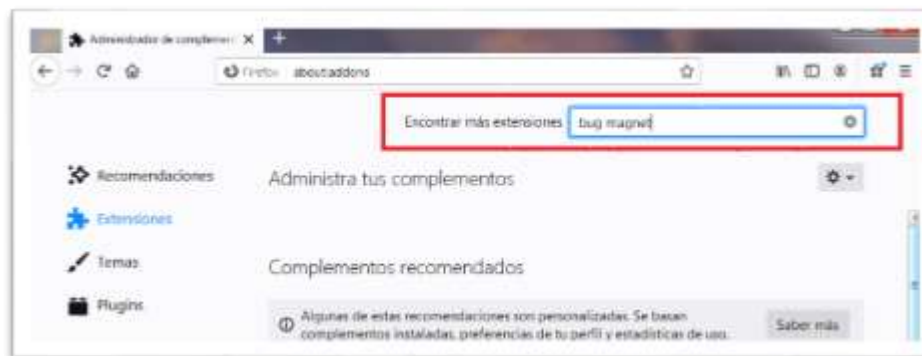 Administrador de complemen
Firefox about:addons
Encontrar más extensiones bug magnet
Recomendaciones
Administra tus complementos
Extensiones
Temas
Complementos recomendados
Plugins
Algunas de estas recomendaciones son personalizadas. Se basan
complementos instaladas, preferencias de tu perfil y estadísticas de uso.
Saber más